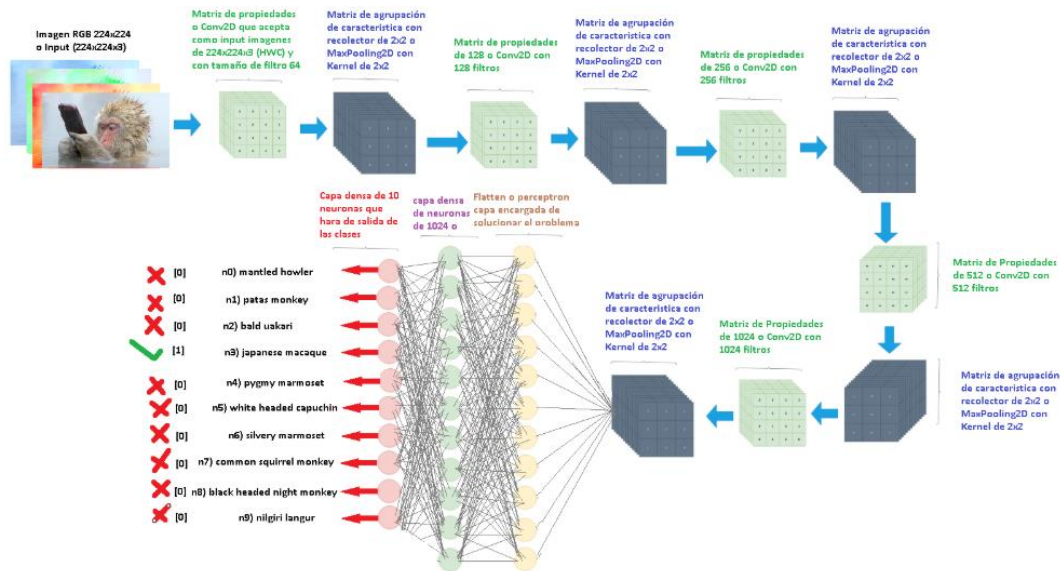 Imagen RGB 224x224
o Input (224x224x3)
Matriz de propiedades
o Conv2D que acepta
como input imagenes
de 224x224x3 (HWC) y
con tamaño de filtro 64
Matriz de agrupación
de caracteristica con
recolector de 2x2 o
MaxPooling2D con
Kernel de 2x2
Matriz de propiedades
de 128 o Conv2D con
128 filtros
Matriz de agrupación
de caracteristica con
recolector de 2x2 o
MaxPooling2D con
Kernel de 2x2
Matriz de propiedades
de 256 o Conv2D con
256 filtros
Matriz de agrupación
de caracteristica con
recolector de 2x2 o
MaxPooling2D con
Kernel de 2x2
Matriz de Propiedades
de 512 o Conv2D con
512 filtros
Matriz de agrupación
de caracteristica con
recolector de 2x2 o
MaxPooling2D con
Kernel de 2x2
Matriz de Propiedades
de 1024 o Conv2D con
1024 filtros
Matriz de agrupación
de caracteristica con
recolector de 2x2 o
MaxPooling2D con
Kernel de 2x2
Flatten o perceptron
capa encargada de
solucionar el problema
capa densa
de neuronas
de 1024 o
Capa densa de 10
neuronas que
hara de salida de
las clases
[0] n0) mantled howler
[0] n1) patas monkey
[0] n2) bald uakari
[1] n3) japanese macaque
[0] n4) pygmy marmoset
[0] n5) white headed capuchin
[0] n6) silvery marmoset
[0] n7) common squirrel monkey
[0] n8) black headed night monkey
[0] n9) nilgiri langur